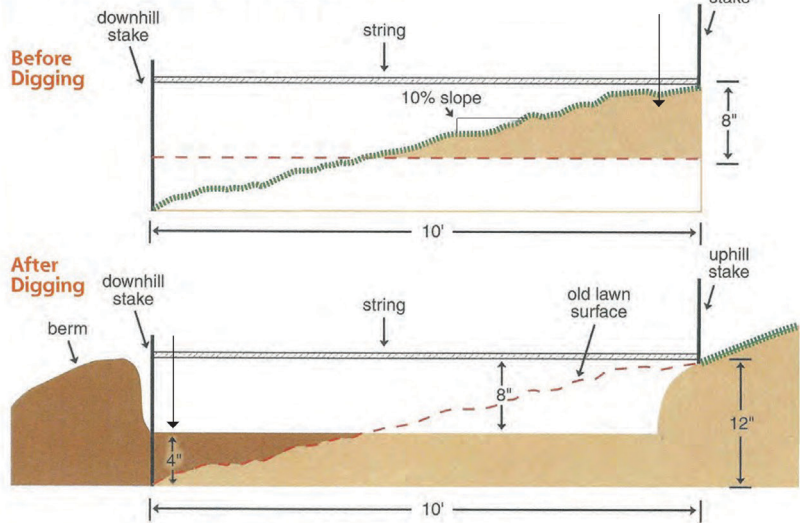 downhill
stake
stake
string
Before
Digging
10% slope
8"
10'
After
Digging
downhill
stake
string
old lawn
surface
uphill
stake
berm
8"
12"
4"
10'